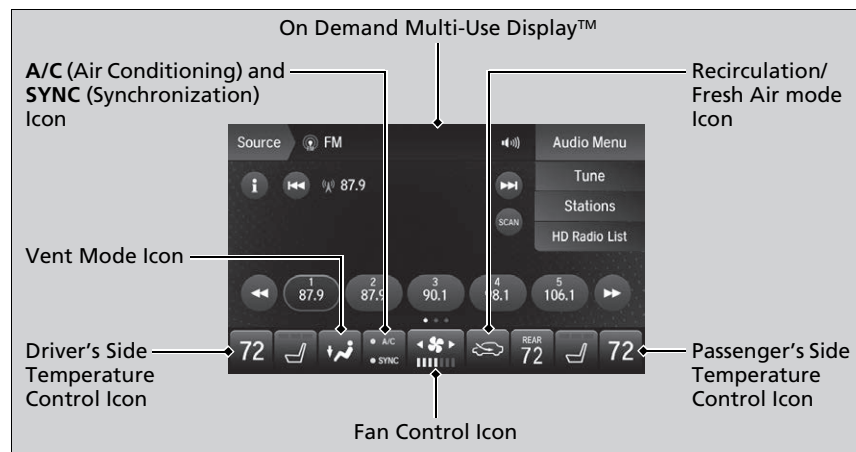 On Demand Multi-Use Display™
A/C (Air Conditioning) and
SYNC (Synchronization)
Icon
Recirculation/
Fresh Air mode
Icon
Source FM Audio Menu
i 87.9 Tune
Stations
SCAN
HD Radio List
Vent Mode Icon
1 2 3 4 5
87.9 87.9 90.1 98.1 106.1
Driver's Side
Temperature
Control Icon
72 A/C SYNC REAR 72 72
Passenger's Side
Temperature
Control Icon
Fan Control Icon